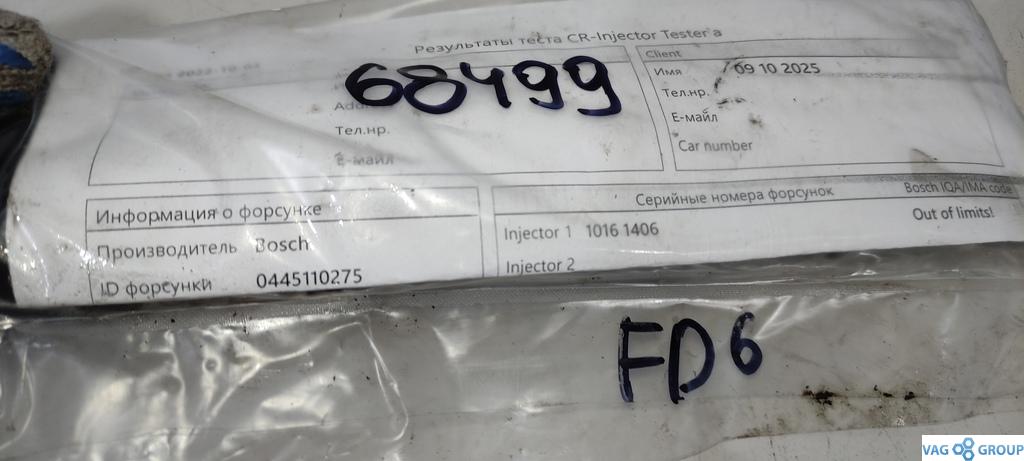 Результаты теста CR-Injector Tester'a
68499
Тел.нр.
E-майл
Client
Имя 09 10 2025
Тел.нр.
E-майл
Car number
Информация о форсунке
Производитель Bosch
ID форсунки 0445110275
Серийные номера форсунок Bosch IQA/IMA code
Injector 1 1016 1406 Out of limits!
Injector 2
FD6
VAG GROUP